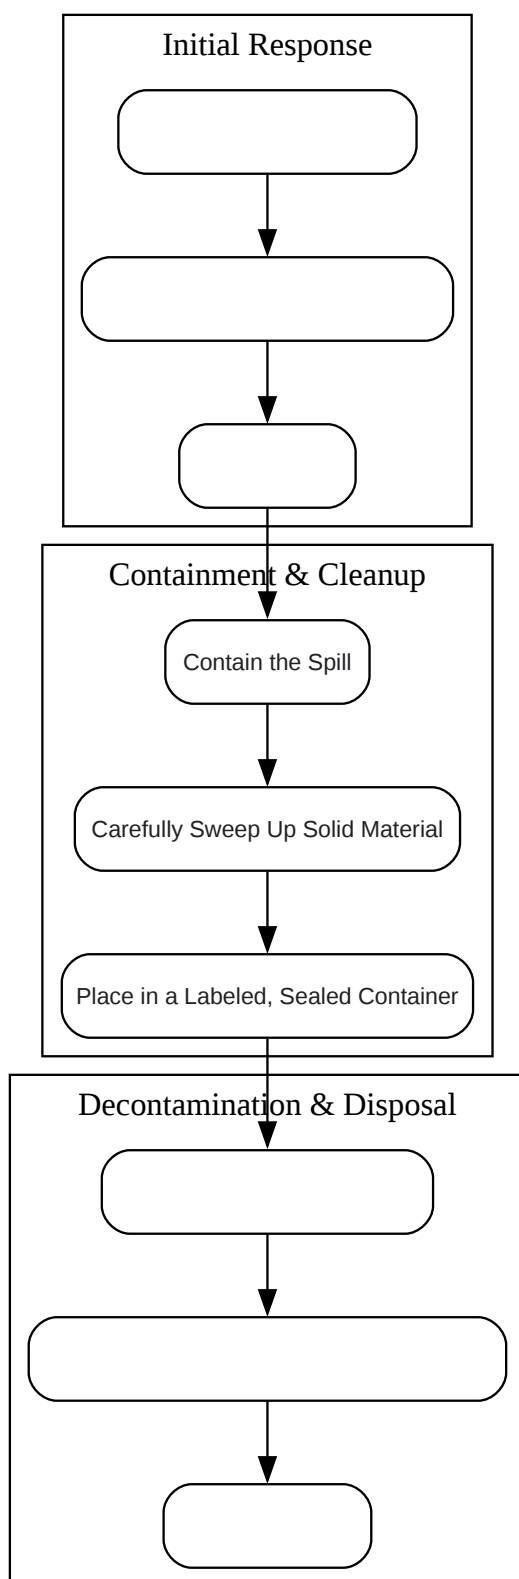 Initial Response
Containment & Cleanup
Contain the Spill
Carefully Sweep Up Solid Material
Place in a Labeled, Sealed Container
Decontamination & Disposal